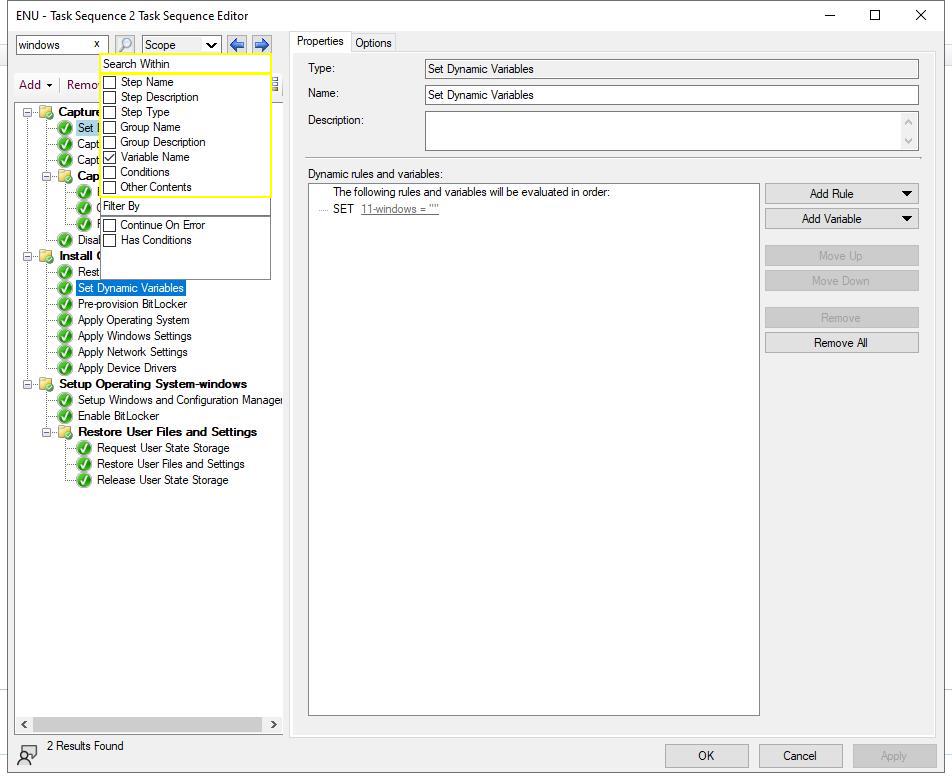 ENU - Task Sequence 2 Task Sequence Editor
windows x Scope
Properties Options
Search Within
Step Name
Step Description
Step Type
Group Name
Group Description
Variable Name
Conditions
Other Contents
Filter By
Continue On Error
Has Conditions
Add
Capture
Set
Capt
Capt
Cap
Disa
Install
Rest
Set Dynamic Variables
Pre-provision BitLocker
Apply Operating System
Apply Windows Settings
Apply Network Settings
Apply Device Drivers
Setup Operating System-windows
Setup Windows and Configuration Manager
Enable BitLocker
Restore User Files and Settings
Request User State Storage
Restore User Files and Settings
Release User State Storage
2 Results Found
Type: Set Dynamic Variables
Name: Set Dynamic Variables
Description:
Dynamic rules and variables:
The following rules and variables will be evaluated in order:
SET 11-windows = ""
Add Rule
Add Variable
Move Up
Move Down
Remove
Remove All
OK Cancel Apply